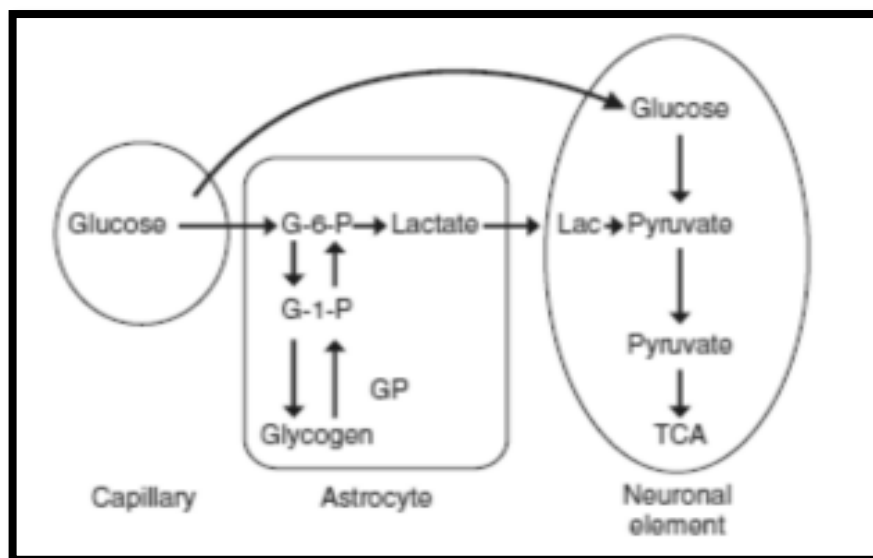 Glucose
Glucose G-6-P Lactate Lac Pyruvate
G-1-P
Pyruvate
GP
Glycogen TCA
Capillary Astrocyte Neuronal
element